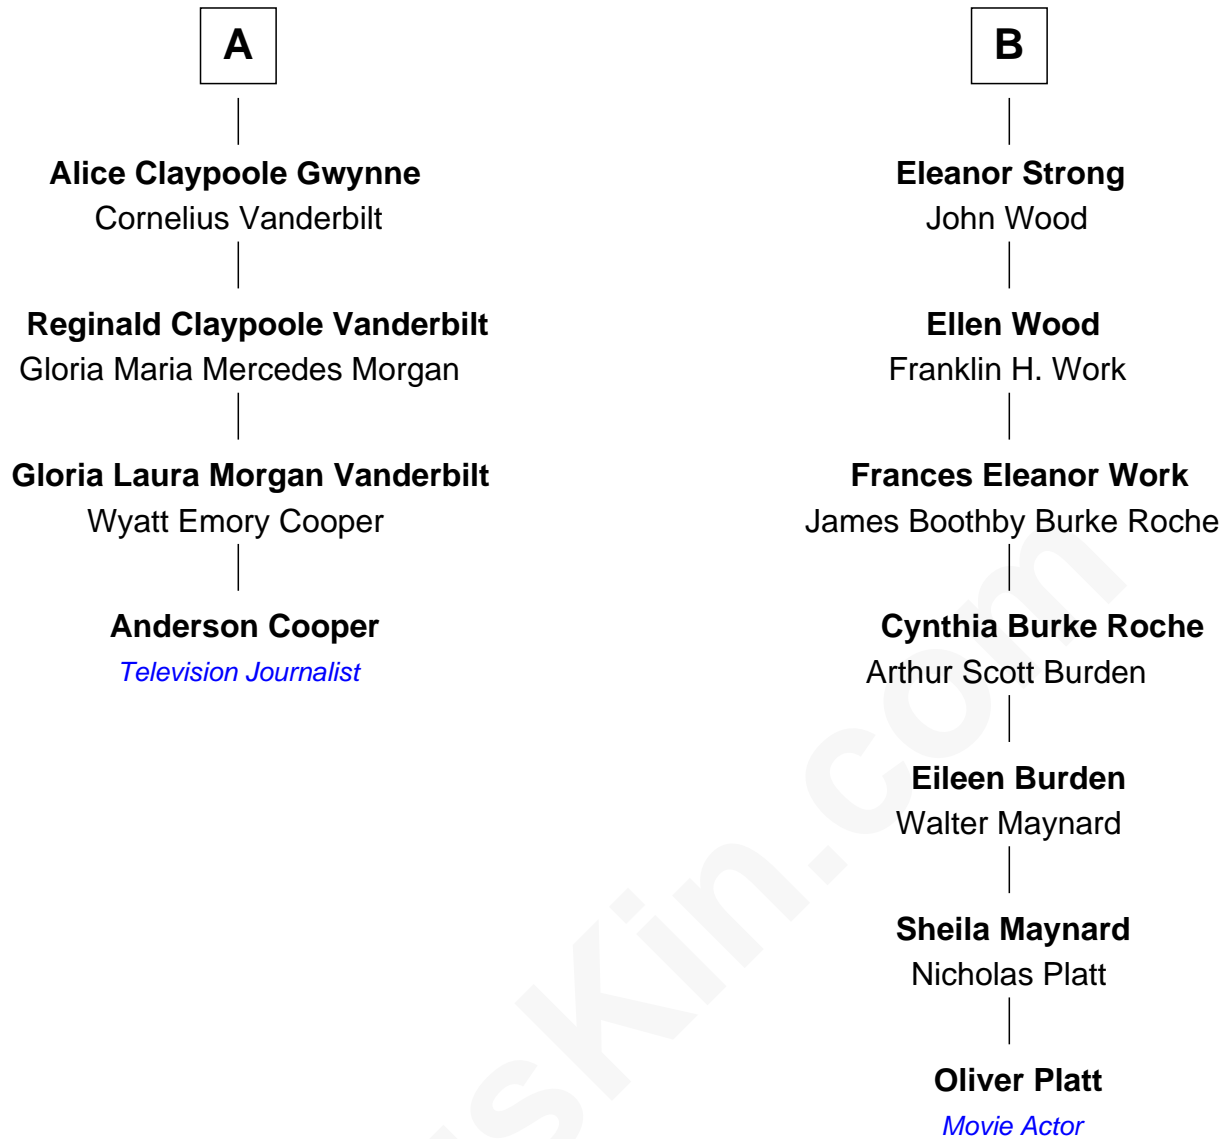 A
Alice Claypoole Gwynne
Cornelius Vanderbilt
Reginald Claypoole Vanderbilt
Gloria Maria Mercedes Morgan
Gloria Laura Morgan Vanderbilt
Wyatt Emory Cooper
Anderson Cooper
Television Journalist
B
Eleanor Strong
John Wood
Ellen Wood
Franklin H. Work
Frances Eleanor Work
James Boothby Burke Roche
Cynthia Burke Roche
Arthur Scott Burden
Eileen Burden
Walter Maynard
Sheila Maynard
Nicholas Platt
Oliver Platt
Movie Actor